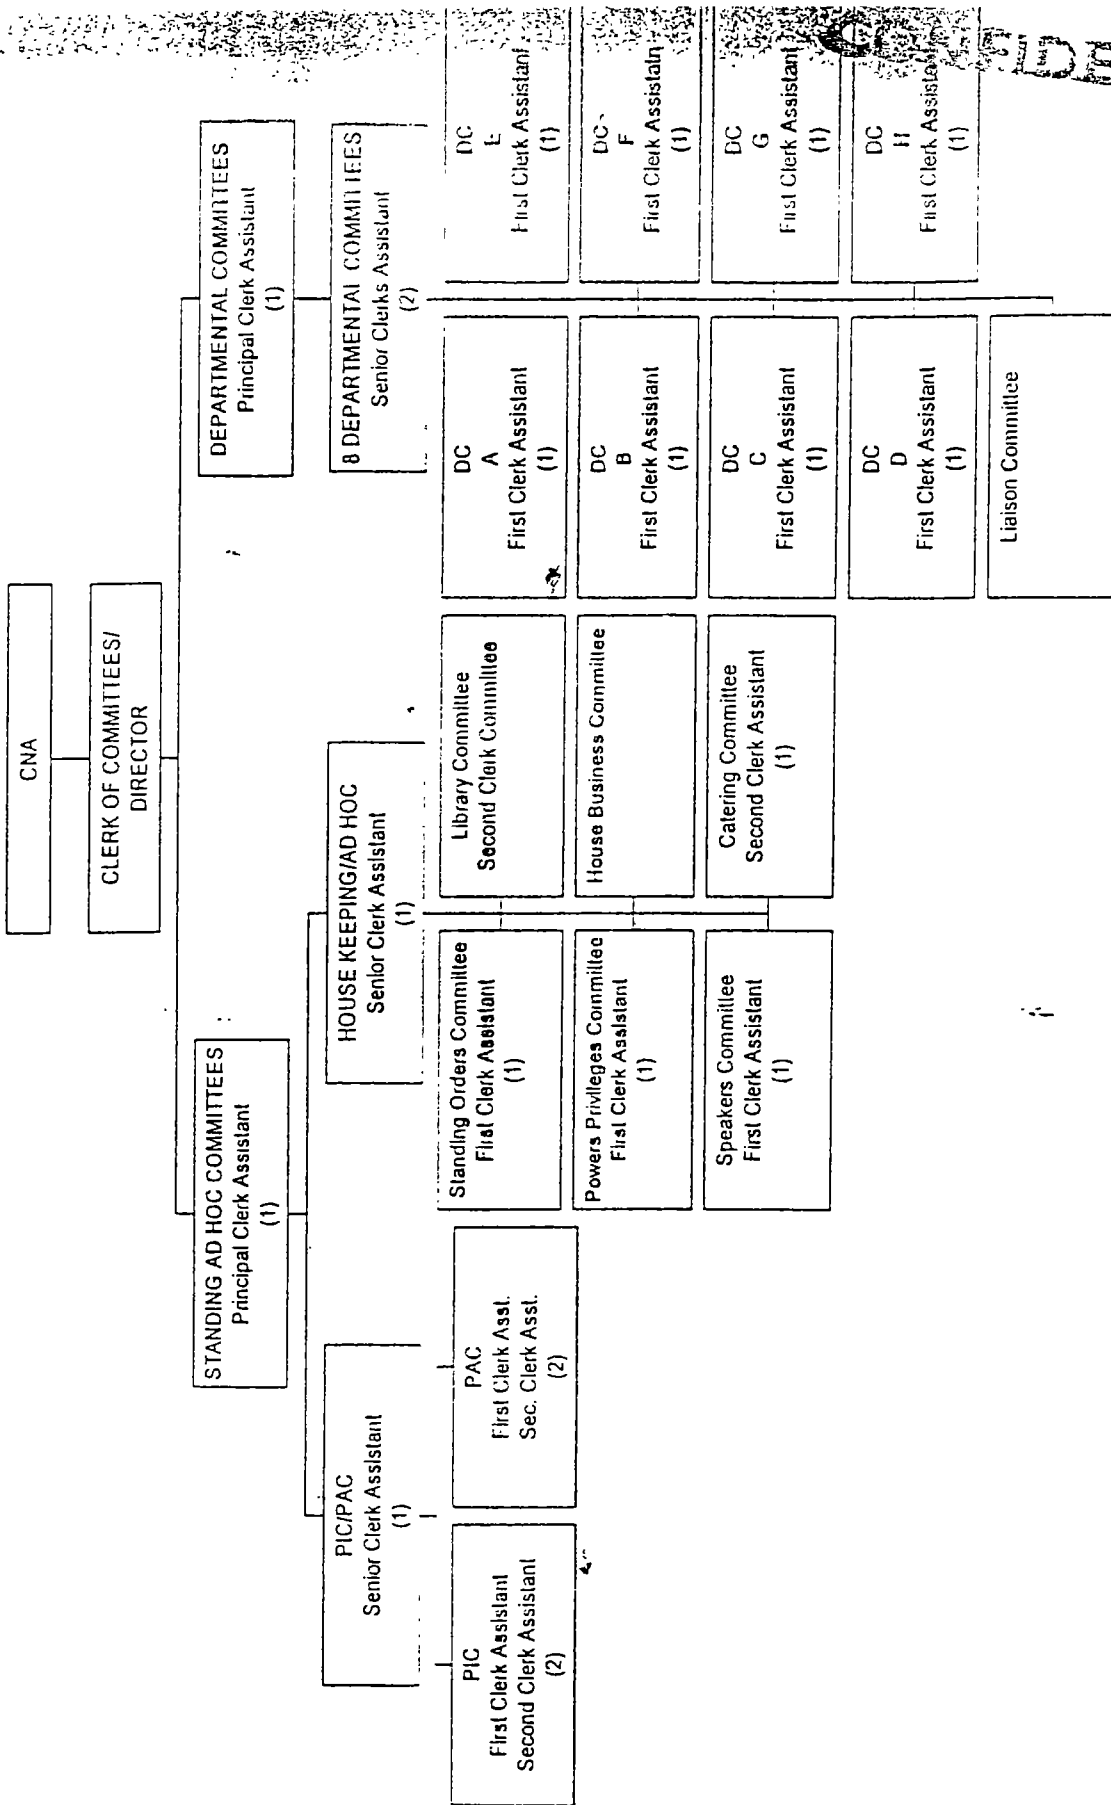 CNA
CLERK OF COMMITTEES/
DIRECTOR
STANDING AD HOC COMMITTEES
Principal Clerk Assistant
(1)
DEPARTMENTAL COMMITTEES
Principal Clerk Assistant
(1)
PIC/PAC
Senior Clerk Assistant
(1)
HOUSE KEEPING/AD HOC
Senior Clerk Assistant
(1)
8 DEPARTMENTAL COMMITTEES
Senior Clerks Assistant
(2)
PIC
First Clerk Assistant
Second Clerk Assistant
(2)
PAC
First Clerk Asst.
Sec. Clerk Asst.
(2)
Standing Orders Committee
First Clerk Assistant
(1)
Library Committee
Second Clerk Committee
Powers Privileges Committee
First Clerk Assistant
(1)
House Business Committee
Speakers Committee
First Clerk Assistant
(1)
Catering Committee
Second Clerk Assistant
(1)
DC
A
First Clerk Assistant
(1)
DC
E
First Clerk Assistant
(1)
DC
B
First Clerk Assistant
(1)
DC
F
First Clerk Assistatn
(1)
DC
C
First Clerk Assistant
(1)
DC
G
First Clerk Assistant
(1)
DC
D
First Clerk Assistant
(1)
DC
H
First Clerk Assistant
(1)
Liaison Committee